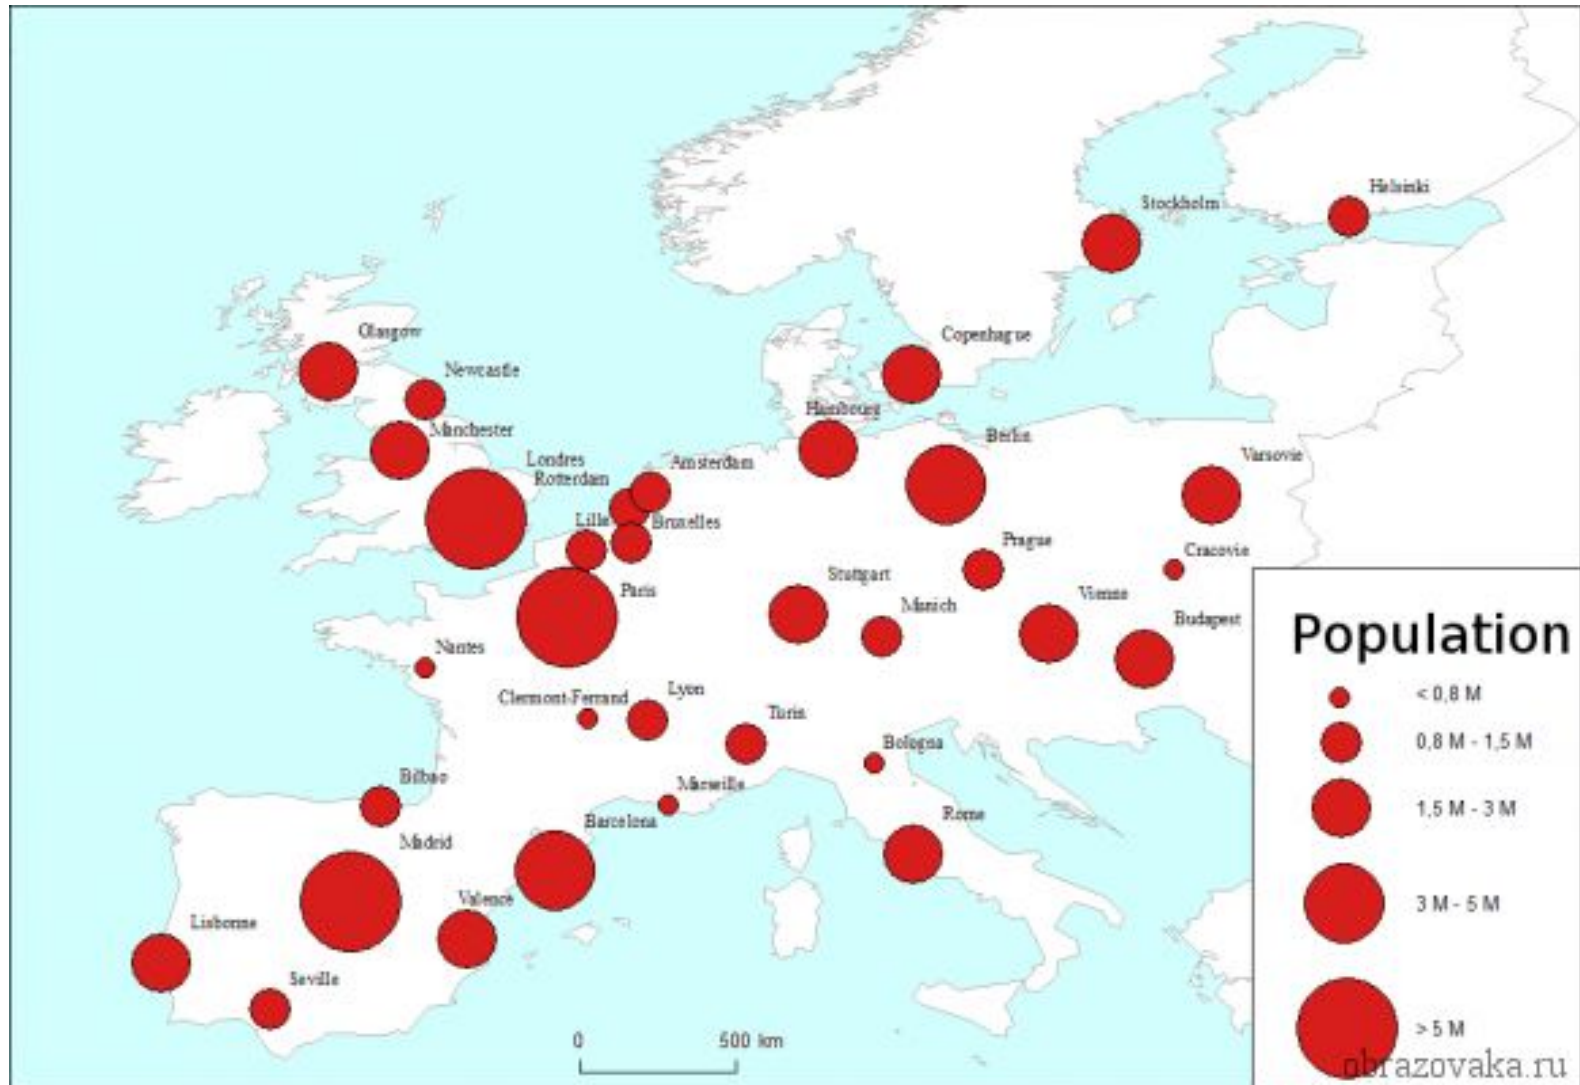 Helsinki
Stockholm
Glasgow
Copenhague
Newcastle
Hambourg
Manchester
Berlin
Londres
Amsterdam
Varsovie
Rotterdam
Lille
Bruxelles
Prague
Cracovie
Stuttgart
Paris
Vienne
Munich
Budapest
Nantes
Clermont-Ferrand
Lyon
Turin
Bologna
Bilbao
Marseille
Barcelona
Rome
Madrid
Valence
Lisbonne
Seville
0 500 km
Population
< 0,8 M
0,8 M - 1,5 M
1,5 M - 3 M
3 M - 5 M
> 5 M
obrazovaka.ru